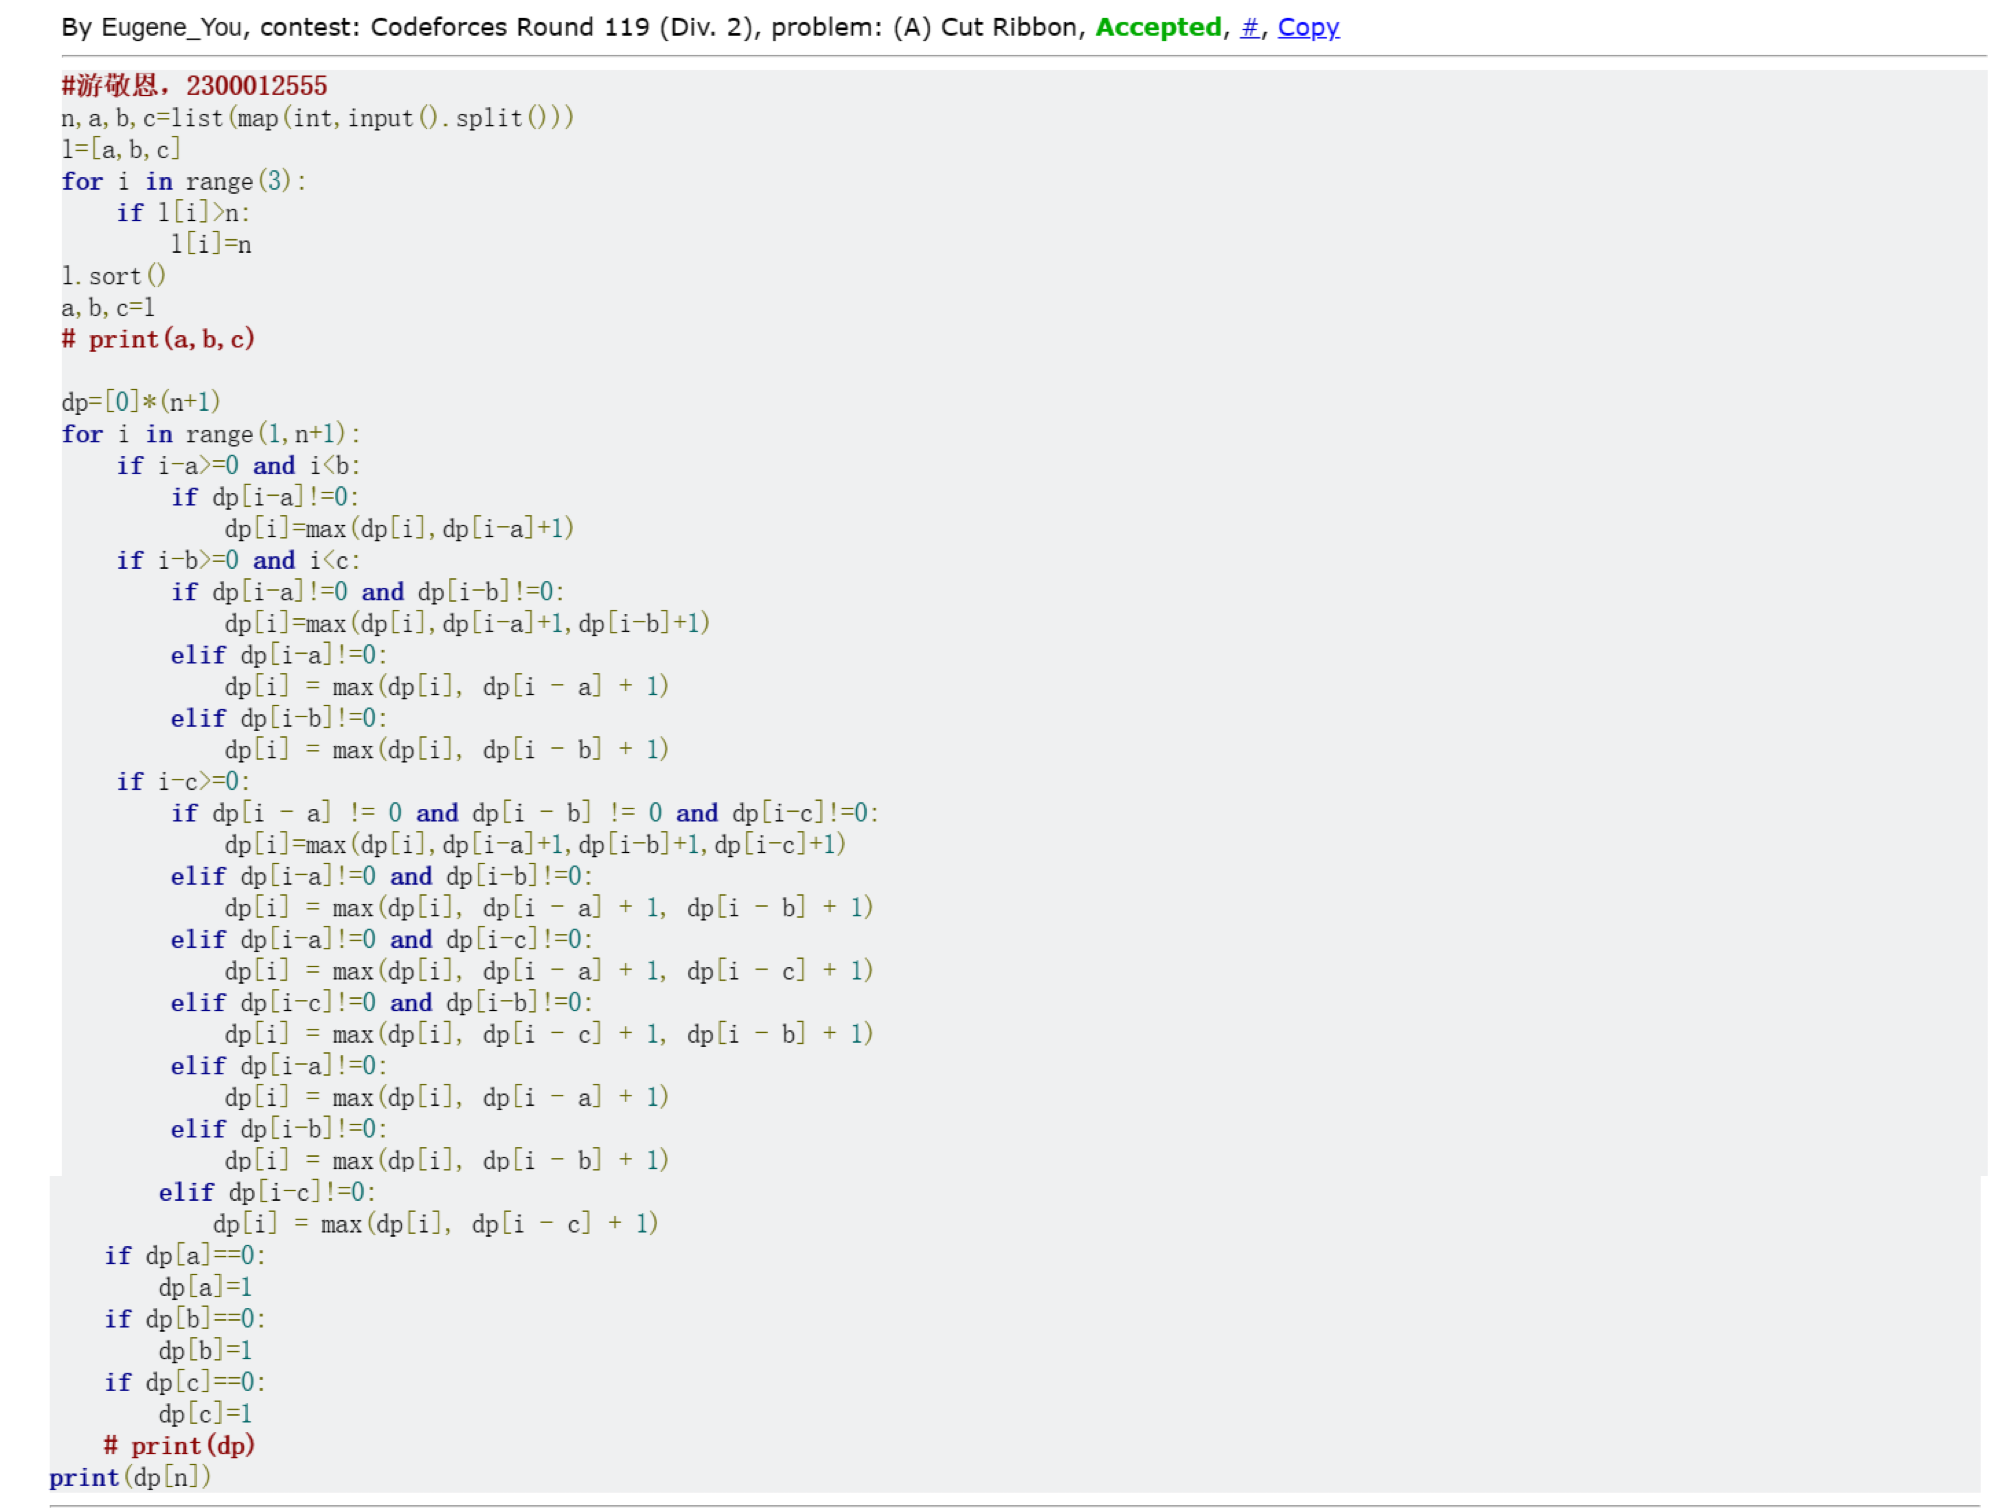 By Eugene_You, contest: Codeforces Round 119 (Div. 2), problem: (A) Cut Ribbon, Accepted, #, Copy
#游敬恩，2300012555
n,a,b,c=list(map(int,input().split()))
l=[a,b,c]
for i in range(3):
    if l[i]>n:
        l[i]=n
l.sort()
a,b,c=l
# print(a,b,c)

dp=[0]*(n+1)
for i in range(1,n+1):
    if i-a>=0 and i<b:
        if dp[i-a]!=0:
            dp[i]=max(dp[i],dp[i-a]+1)
    if i-b>=0 and i<c:
        if dp[i-a]!=0 and dp[i-b]!=0:
            dp[i]=max(dp[i],dp[i-a]+1,dp[i-b]+1)
        elif dp[i-a]!=0:
            dp[i] = max(dp[i], dp[i - a] + 1)
        elif dp[i-b]!=0:
            dp[i] = max(dp[i], dp[i - b] + 1)
    if i-c>=0:
        if dp[i - a] != 0 and dp[i - b] != 0 and dp[i-c]!=0:
            dp[i]=max(dp[i],dp[i-a]+1,dp[i-b]+1,dp[i-c]+1)
        elif dp[i-a]!=0 and dp[i-b]!=0:
            dp[i] = max(dp[i], dp[i - a] + 1, dp[i - b] + 1)
        elif dp[i-a]!=0 and dp[i-c]!=0:
            dp[i] = max(dp[i], dp[i - a] + 1, dp[i - c] + 1)
        elif dp[i-c]!=0 and dp[i-b]!=0:
            dp[i] = max(dp[i], dp[i - c] + 1, dp[i - b] + 1)
        elif dp[i-a]!=0:
            dp[i] = max(dp[i], dp[i - a] + 1)
        elif dp[i-b]!=0:
            dp[i] = max(dp[i], dp[i - b] + 1)
        elif dp[i-c]!=0:
            dp[i] = max(dp[i], dp[i - c] + 1)
    if dp[a]==0:
        dp[a]=1
    if dp[b]==0:
        dp[b]=1
    if dp[c]==0:
        dp[c]=1
    # print(dp)
print(dp[n])